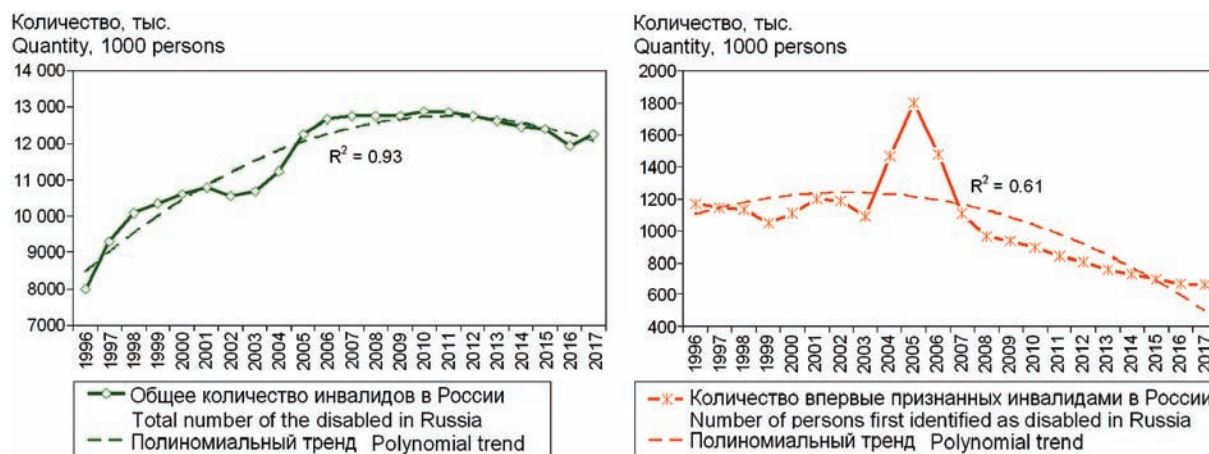 Количество, тыс.
Quantity, 1000 persons
14 000
13 000
12 000
11 000
10 000
9000
8000
7000
R² = 0.93
1996 1997 1998 1999 2000 2001 2002 2003 2004 2005 2006 2007 2008 2009 2010 2011 2012 2013 2014 2015 2016 2017
Общее количество инвалидов в России
Total number of the disabled in Russia
Полиномиальный тренд Polynomial trend
Количество, тыс.
Quantity, 1000 persons
2000
1800
1600
1400
1200
1000
800
600
400
R² = 0.61
1996 1997 1998 1999 2000 2001 2002 2003 2004 2005 2006 2007 2008 2009 2010 2011 2012 2013 2014 2015 2016 2017
Количество впервые признанных инвалидами в России
Number of persons first identified as disabled in Russia
Полиномиальный тренд Polynomial trend